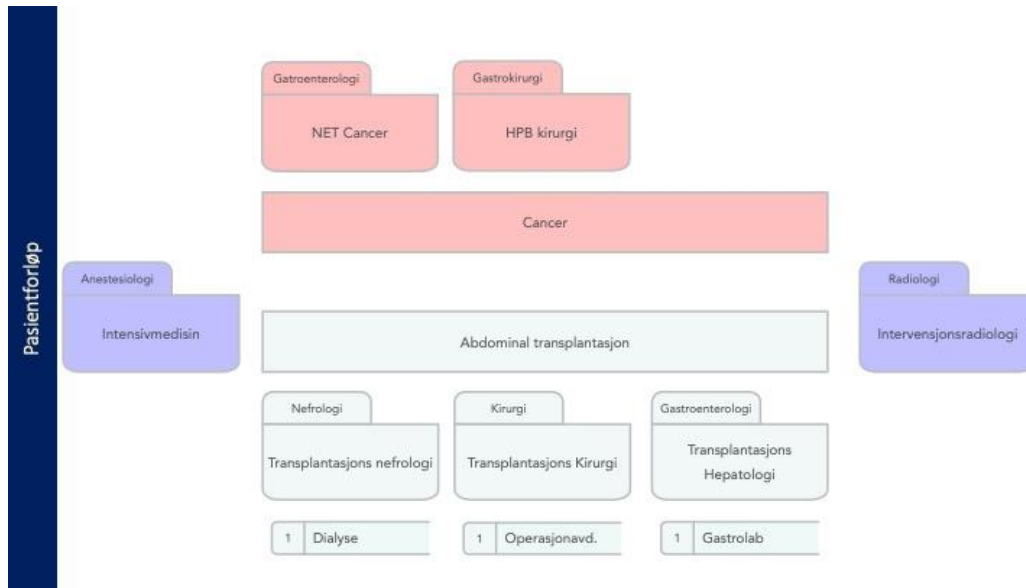 Pasientforløp
Gatroenterologi
Gastrokirurgi
NET Cancer
HPB kirurgi
Cancer
Anestesiologi
Radiologi
Intensivmedisin
Intervensjonsradiologi
Abdominal transplantasjon
Nefrologi
Kirurgi
Gastroenterologi
Transplantasjons nefrologi
Transplantasjons Kirurgi
Transplantasjons
Hepatologi
1 Dialyse
1 Operasjonavd.
1 Gastrolab